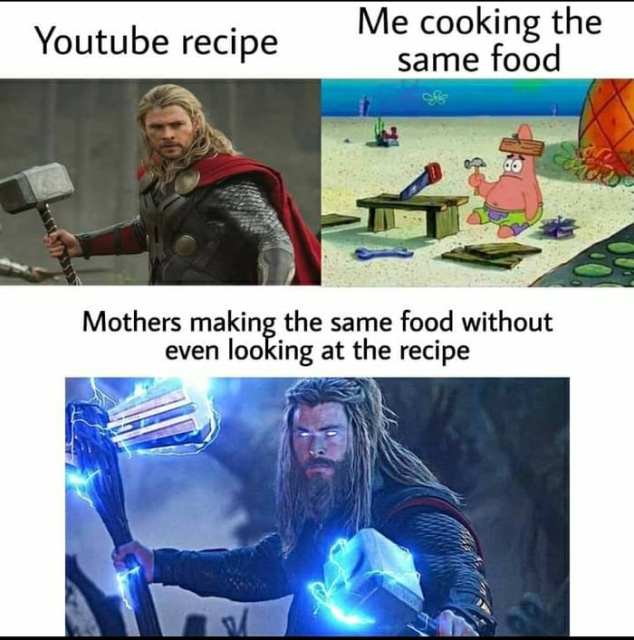 Youtube recipe
Me cooking the
same food
Mothers making the same food without
even looking at the recipe